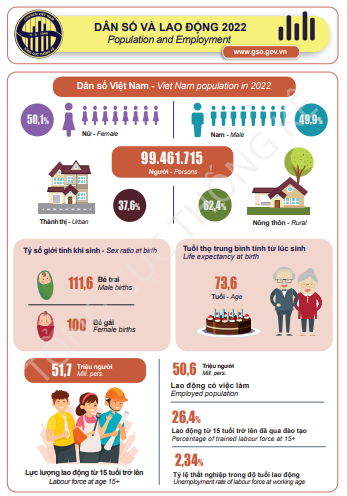 DÂN SỐ VÀ LAO ĐỘNG 2022
Population and Employment
www.gso.gov.vn
Dân số Việt Nam - Viet Nam population in 2022
50,1%
Nữ - Female
Nam - Male
49,9%
99.461.715
Người - Persons
Thành thị - Urban
37,6%
62,4%
Nông thôn - Rural
Tỷ số giới tính khi sinh - Sex ratio at birth
111,6 Bé trai
Male births
100 Bé gái
Female births
Tuổi thọ trung bình tính từ lúc sinh
Life expectancy at birth
73,6
Tuổi - Age
51,7 Triệu người
Mill. pers.
Lực lượng lao động từ 15 tuổi trở lên
Labour force at age 15+
50,6 Triệu người
Mill. pers.
Lao động có việc làm
Employed population
26,4%
Lao động từ 15 tuổi trở lên đã qua đào tạo
Percentage of trained labour force at 15+
2,34%
Tỷ lệ thất nghiệp trong độ tuổi lao động
Unemployment rate of labour force at working age